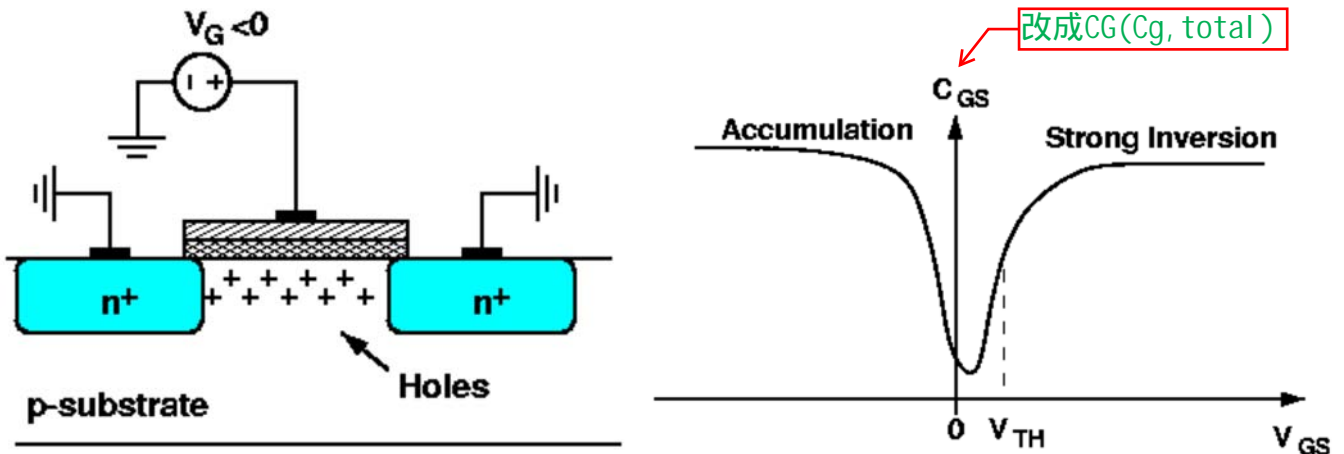 V_G <0
- +
n+
+ + + + +
+ + + + + +
n+
Holes
p-substrate
改成CG(Cg,total)
C_GS
Accumulation
Strong Inversion
0
V_TH
V_GS